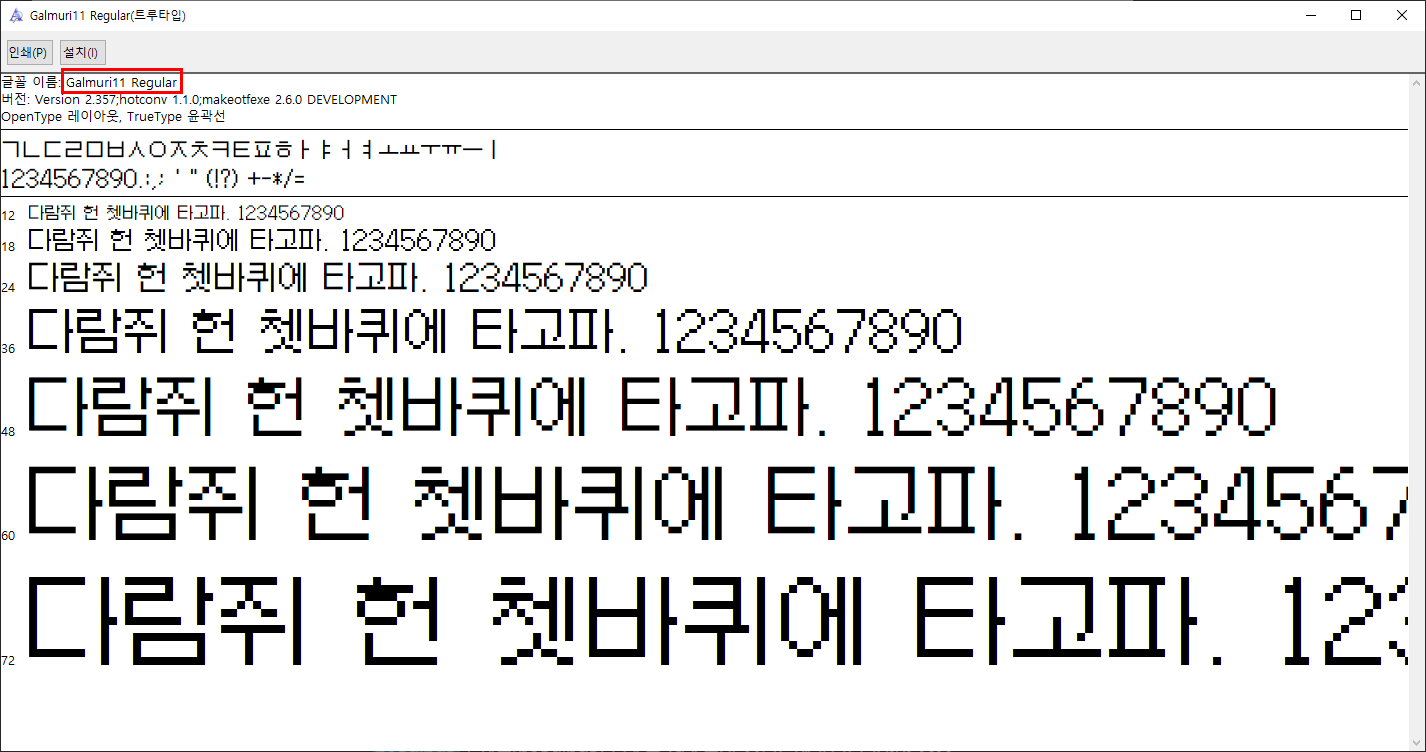 Galmuri11 Regular(트루타입)
인쇄(P) 설치(I)
글꼴 이름: Galmuri11 Regular
버전: Version 2.357;hotconv 1.1.0;makeotfexe 2.6.0 DEVELOPMENT
OpenType 레이아웃, TrueType 윤곽선
ㄱㄴㄷㄹㅁㅂㅅㅇㅈㅊㅋㅌㅍㅎㅏㅑㅓㅕㅗㅛㅜㅠㅡㅣ
1234567890.:,; ' " (!?) +-*/=
12 다람쥐 헌 쳇바퀴에 타고파. 1234567890
18 다람쥐 헌 쳇바퀴에 타고파. 1234567890
24 다람쥐 헌 쳇바퀴에 타고파. 1234567890
36 다람쥐 헌 쳇바퀴에 타고파. 1234567890
48 다람쥐 헌 쳇바퀴에 타고파. 1234567890
60 다람쥐 헌 쳇바퀴에 타고파. 1234567
72 다람쥐 헌 쳇바퀴에 타고파. 123